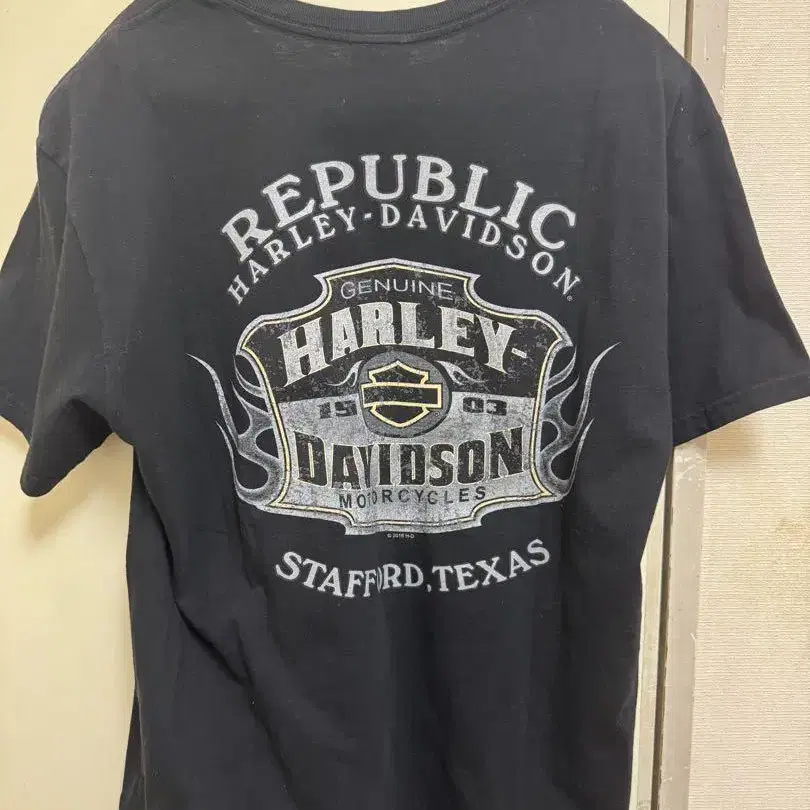 REPUBLIC
HARLEY-DAVIDSON®
GENUINE
HARLEY-
19 03
DAVIDSON
MOTORCYCLES
STAFFORD, TEXAS